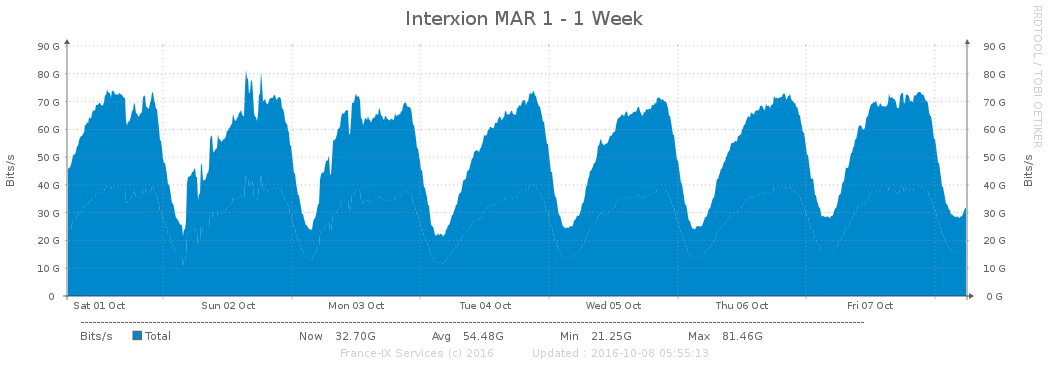 Interxion MAR 1 - 1 Week
RRDTOOL / TOBI OETIKER
90 G 90 G
80 G 80 G
70 G 70 G
60 G 60 G
50 G 50 G
40 G 40 G
30 G 30 G
20 G 20 G
10 G 10 G
0 0 G
Bits/s
Bits/s
Sat 01 Oct Sun 02 Oct Mon 03 Oct Tue 04 Oct Wed 05 Oct Thu 06 Oct Fri 07 Oct
Bits/s Total Now 32.70G Avg 54.48G Min 21.25G Max 81.46G
France-IX Services (c) 2016 Updated : 2016-10-08 05:55:13